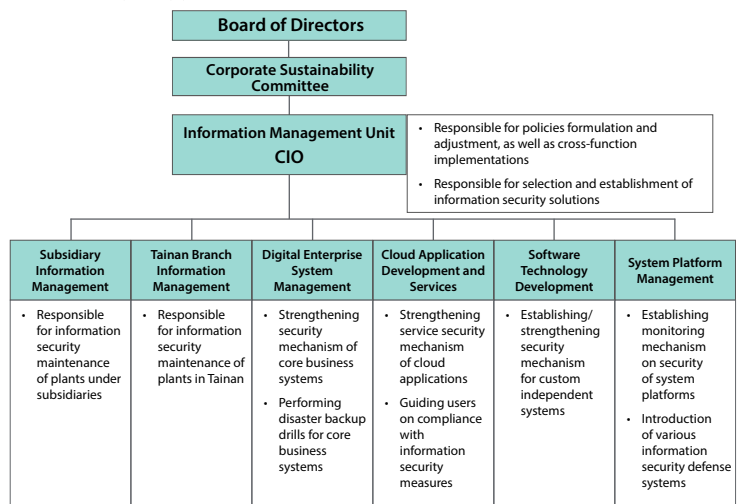 Board of Directors
Corporate Sustainability
Committee
Information Management Unit
CIO
• Responsible for policies formulation and
adjustment, as well as cross-function
implementations
• Responsible for selection and establishment of
information security solutions
Subsidiary
Information
Management
• Responsible
for information
security
maintenance
of plants under
subsidiaries
Tainan Branch
Information
Management
• Responsible
for information
security
maintenance of
plants in Tainan
Digital Enterprise
System
Management
• Strengthening
security
mechanism of
core business
systems
• Performing
disaster backup
drills for core
business
systems
Cloud Application
Development and
Services
• Strengthening
service security
mechanism
of cloud
applications
• Guiding users
on compliance
with
information
security
measures
Software
Technology
Development
• Establishing/
strengthening
security
mechanism
for custom
independent
systems
System Platform
Management
• Establishing
monitoring
mechanism
on security
of system
platforms
• Introduction
of various
information
security defense
systems